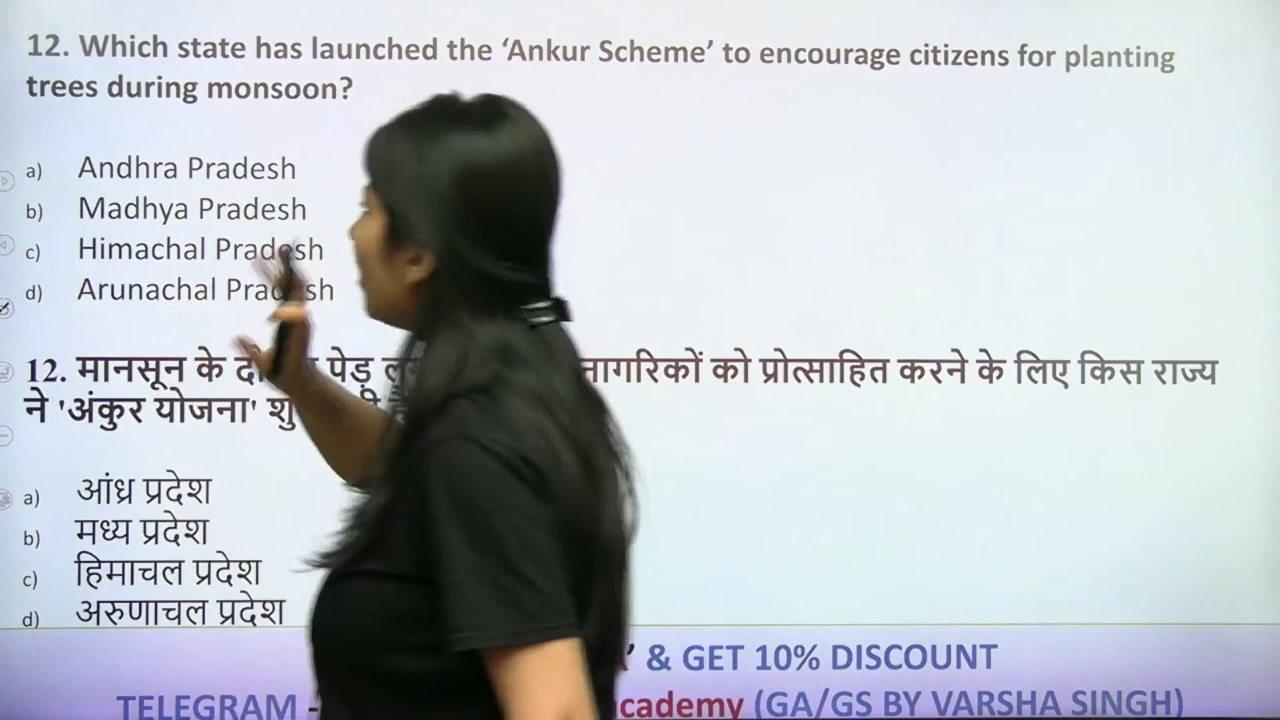 12. Which state has launched the ‘Ankur Scheme’ to encourage citizens for planting
trees during monsoon?
a) Andhra Pradesh
b) Madhya Pradesh
c) Himachal Pradesh
d) Arunachal Pradesh
12. मानसून के पेड़ नागरिकों को प्रोत्साहित करने के लिए किस राज्य
ने 'अंकुर योजना'
a) आंध्र प्रदेश
b) मध्य प्रदेश
c) हिमाचल प्रदेश
d) अरुणाचल प्रदेश
& GET 10% DISCOUNT
TELEGRAM - cademy (GA/GS BY VARSHA SINGH)